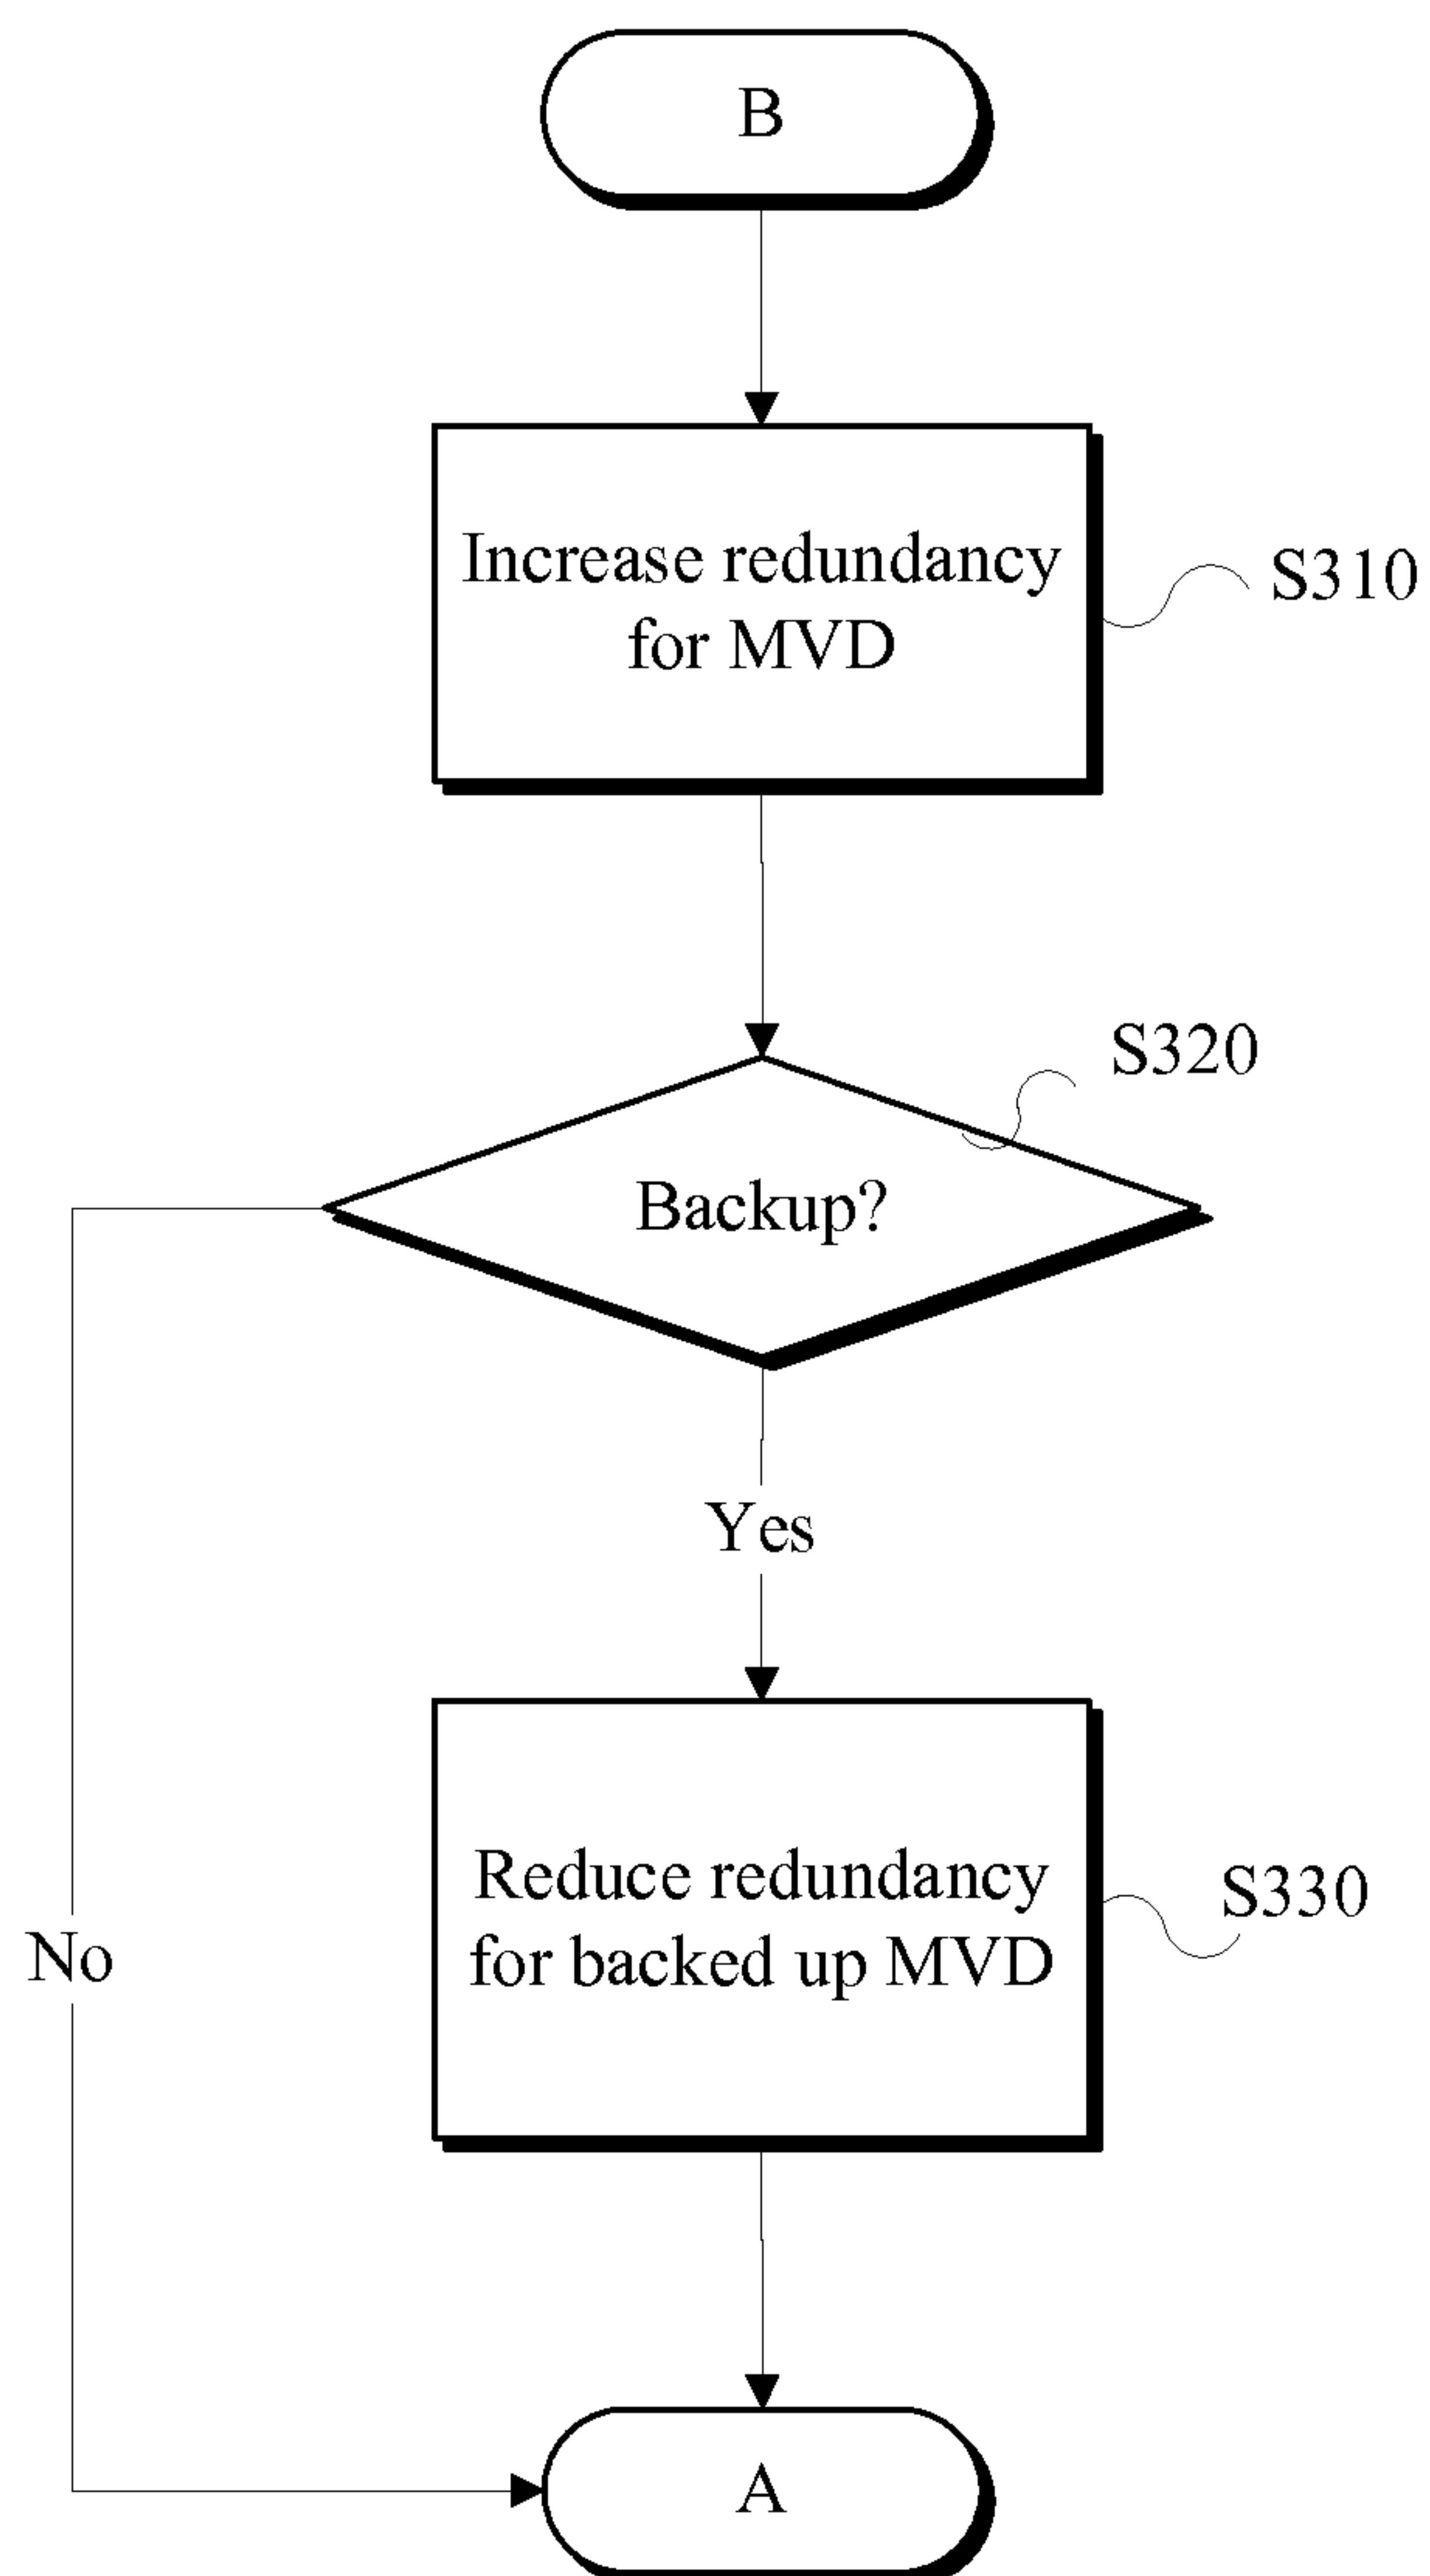 B
Increase redundancy
for MVD
S310
S320
Backup?
Yes
Reduce redundancy
for backed up MVD
S330
No
A